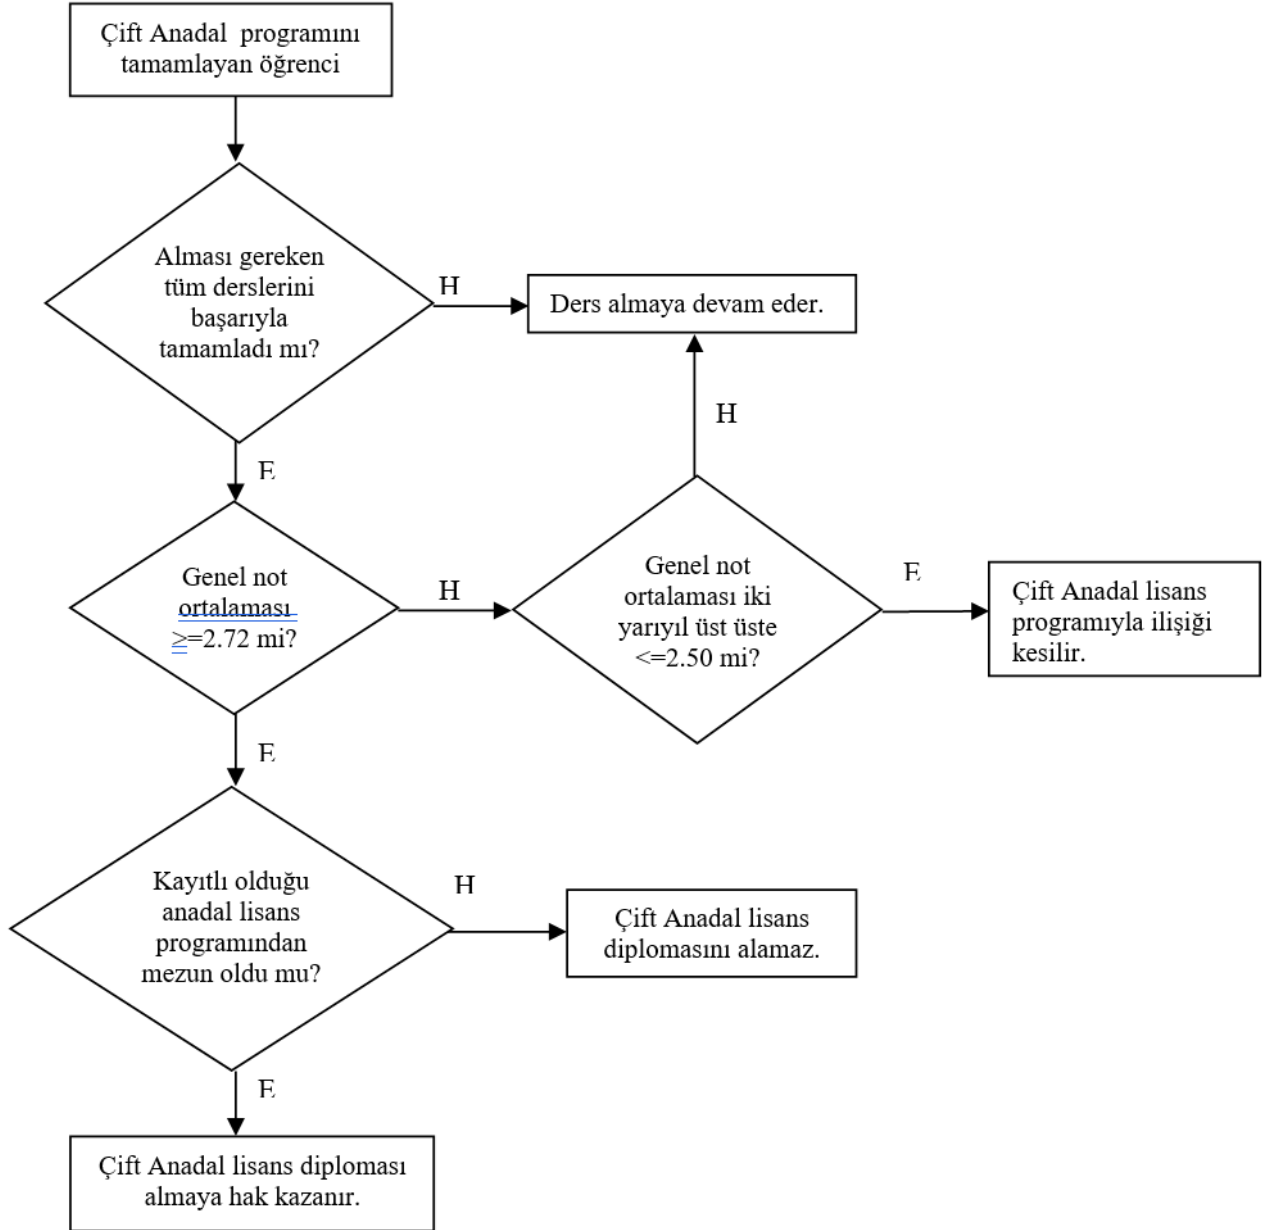 Çift Anadal programını
tamamlayan öğrenci
Alması gereken
tüm derslerini
başarıyla
tamamladı mı?
H
Ders almaya devam eder.
H
E
Genel not
ortalaması
≥=2.72 mi?
H
Genel not
ortalaması iki
yarıyıl üst üste
<=2.50 mi?
E
Çift Anadal lisans
programıyla ilişiği
kesilir.
E
Kayıtlı olduğu
anadal lisans
programından
mezun oldu mu?
H
Çift Anadal lisans
diplomasını alamaz.
E
Çift Anadal lisans diploması
almaya hak kazanır.